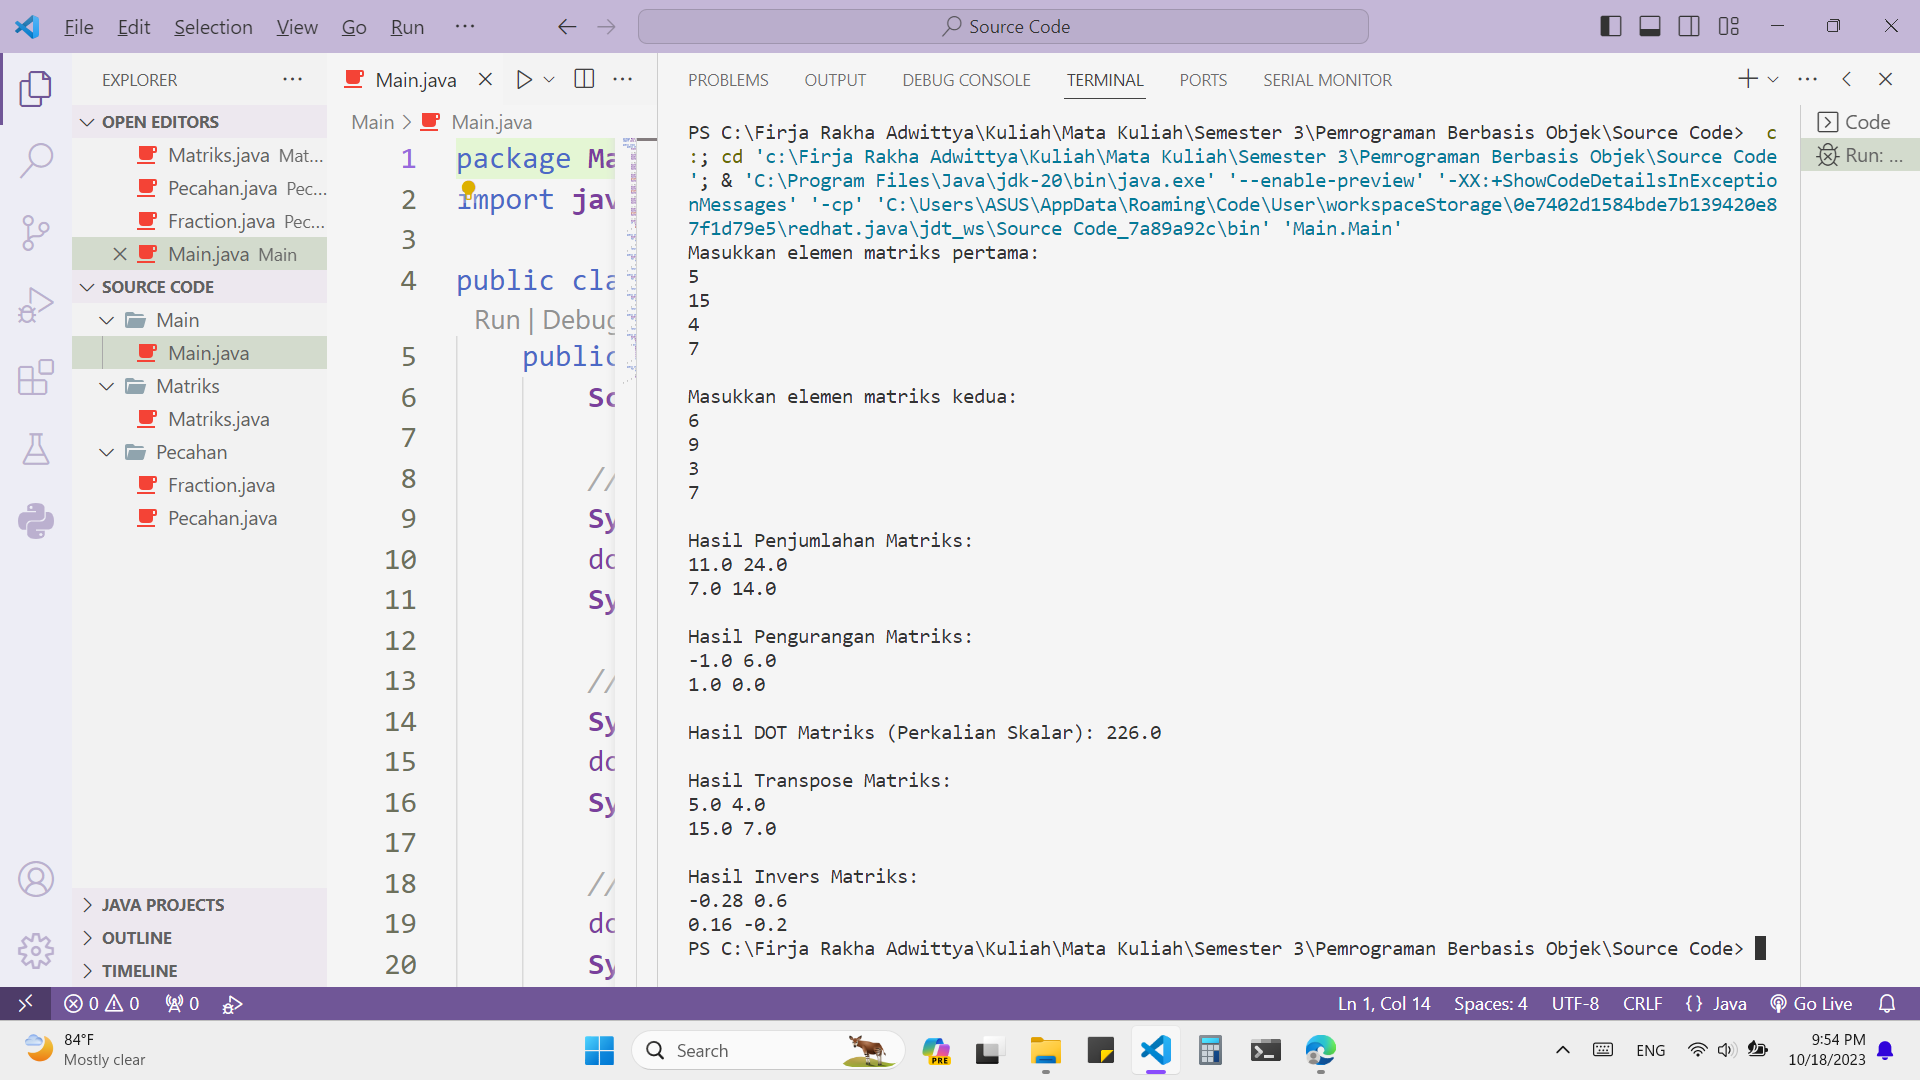 File Edit Selection View Go Run ··· Source Code
EXPLORER ···
OPEN EDITORS
Matriks.java Mat...
Pecahan.java Pec...
Fraction.java Pec...
Main.java Main
SOURCE CODE
Main
Main.java
Matriks
Matriks.java
Pecahan
Fraction.java
Pecahan.java
JAVA PROJECTS
OUTLINE
TIMELINE
Main.java
Main > Main.java
1 package Ma
2 import jav
3
4 public cla
Run | Debug
5 public
6 Sc
7
8 //
9 Sy
10 do
11 Sy
12
13 //
14 Sy
15 do
16 Sy
17
18 //
19 do
20 Sy
PROBLEMS OUTPUT DEBUG CONSOLE TERMINAL PORTS SERIAL MONITOR
PS C:\Firja Rakha Adwittya\Kuliah\Mata Kuliah\Semester 3\Pemrograman Berbasis Objek\Source Code> c
:; cd 'c:\Firja Rakha Adwittya\Kuliah\Mata Kuliah\Semester 3\Pemrograman Berbasis Objek\Source Code
'; & 'C:\Program Files\Java\jdk-20\bin\java.exe' '--enable-preview' '-XX:+ShowCodeDetailsInExceptio
nMessages' '-cp' 'C:\Users\ASUS\AppData\Roaming\Code\User\workspaceStorage\0e7402d1584bde7b139420e8
7f1d79e5\redhat.java\jdt_ws\Source Code_7a89a92c\bin' 'Main.Main'
Masukkan elemen matriks pertama:
5
15
4
7
Masukkan elemen matriks kedua:
6
9
3
7
Hasil Penjumlahan Matriks:
11.0 24.0
7.0 14.0
Hasil Pengurangan Matriks:
-1.0 6.0
1.0 0.0
Hasil DOT Matriks (Perkalian Skalar): 226.0
Hasil Transpose Matriks:
5.0 4.0
15.0 7.0
Hasil Invers Matriks:
-0.28 0.6
0.16 -0.2
PS C:\Firja Rakha Adwittya\Kuliah\Mata Kuliah\Semester 3\Pemrograman Berbasis Objek\Source Code>
Code
Run: ...
0 0 0 Ln 1, Col 14 Spaces: 4 UTF-8 CRLF {} Java Go Live
84°F
Mostly clear
Search
PRE
ENG
9:54 PM
10/18/2023